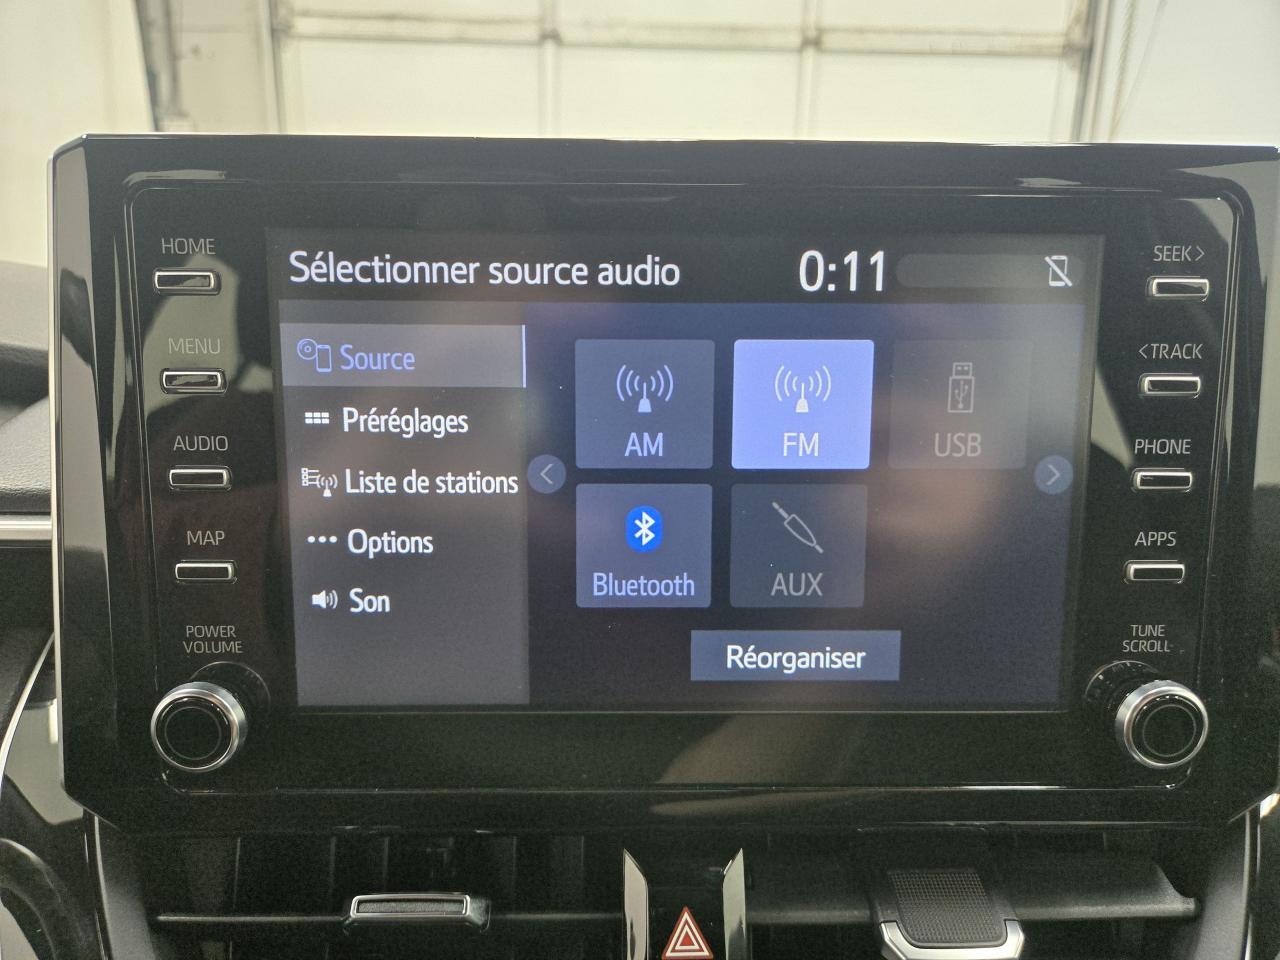 HOME
MENU
AUDIO
MAP
POWER
VOLUME
Sélectionner source audio
0:11
Source
Préréglages
Liste de stations
Options
Son
AM
FM
USB
Bluetooth
AUX
Réorganiser
SEEK>
<TRACK
PHONE
APPS
TUNE
SCROLL